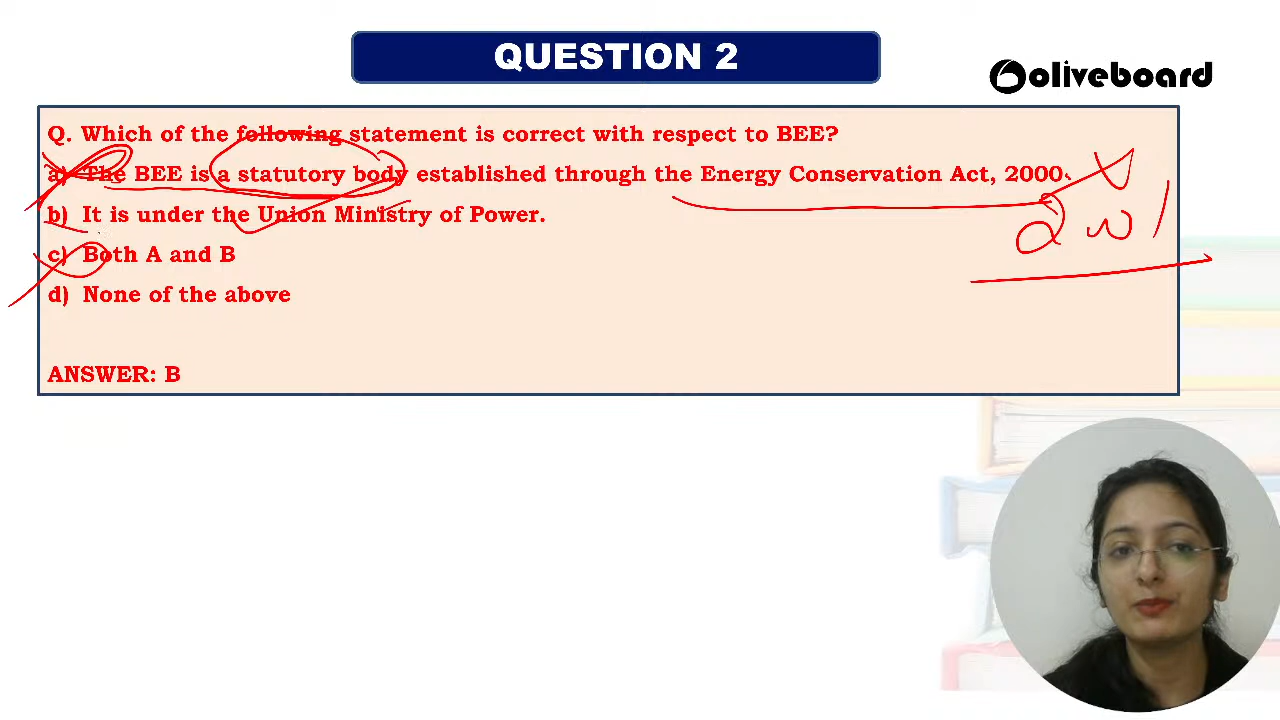 QUESTION 2
oliveboard
Q. Which of the following statement is correct with respect to BEE?
a) The BEE is a statutory body established through the Energy Conservation Act, 2000.
b) It is under the Union Ministry of Power.
c) Both A and B
d) None of the above
ANSWER: B